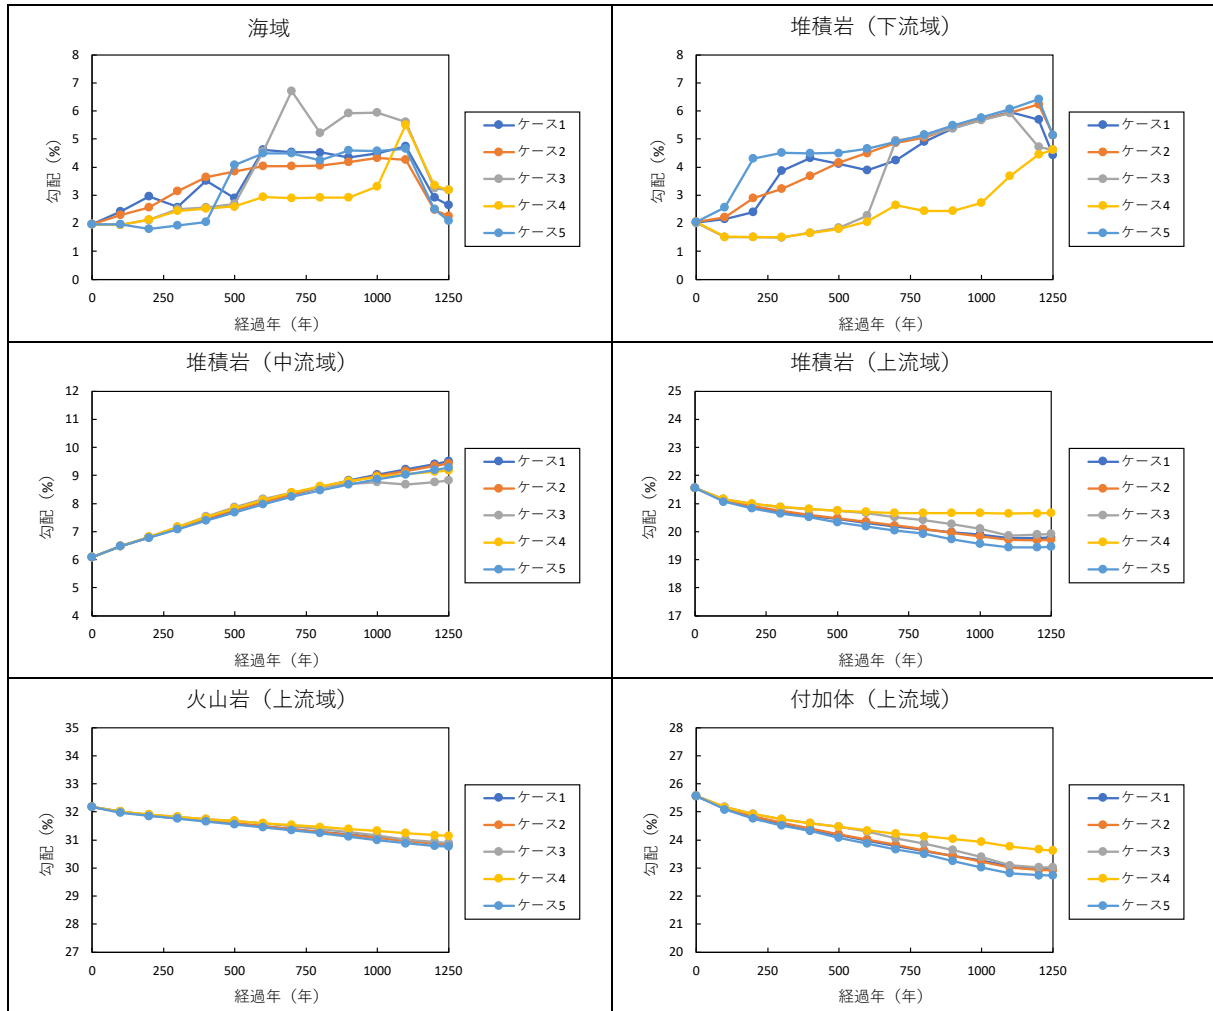 海域
8
7
6
5
4
3
2
1
0
勾配（%）
0 250 500 750 1000 1250
経過年（年）
ケース1
ケース2
ケース3
ケース4
ケース5
堆積岩（下流域）
8
7
6
5
4
3
2
1
0
勾配（%）
0 250 500 750 1000 1250
経過年（年）
ケース1
ケース2
ケース3
ケース4
ケース5
堆積岩（中流域）
12
11
10
9
8
7
6
5
4
勾配（%）
0 250 500 750 1000 1250
経過年（年）
ケース1
ケース2
ケース3
ケース4
ケース5
堆積岩（上流域）
25
24
23
22
21
20
19
18
17
勾配（%）
0 250 500 750 1000 1250
経過年（年）
ケース1
ケース2
ケース3
ケース4
ケース5
火山岩（上流域）
35
34
33
32
31
30
29
28
27
勾配（%）
0 250 500 750 1000 1250
経過年（年）
ケース1
ケース2
ケース3
ケース4
ケース5
付加体（上流域）
28
27
26
25
24
23
22
21
20
勾配（%）
0 250 500 750 1000 1250
経過年（年）
ケース1
ケース2
ケース3
ケース4
ケース5